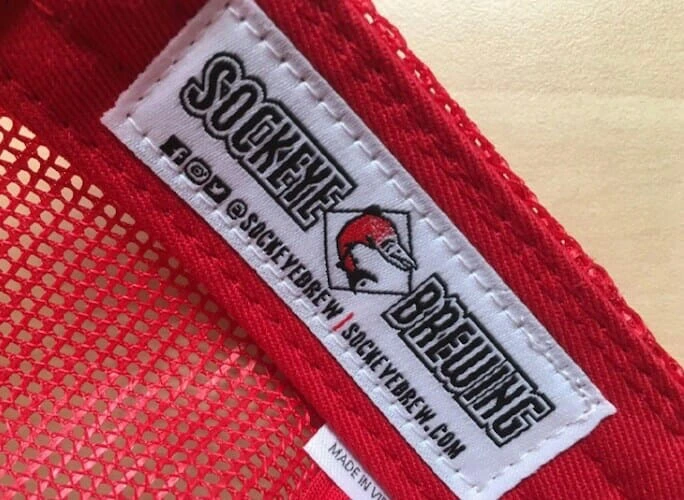 SOCKEYE BREWING
@SOCKEYEBREW | SOCKEYEBREW.COM
MADE IN